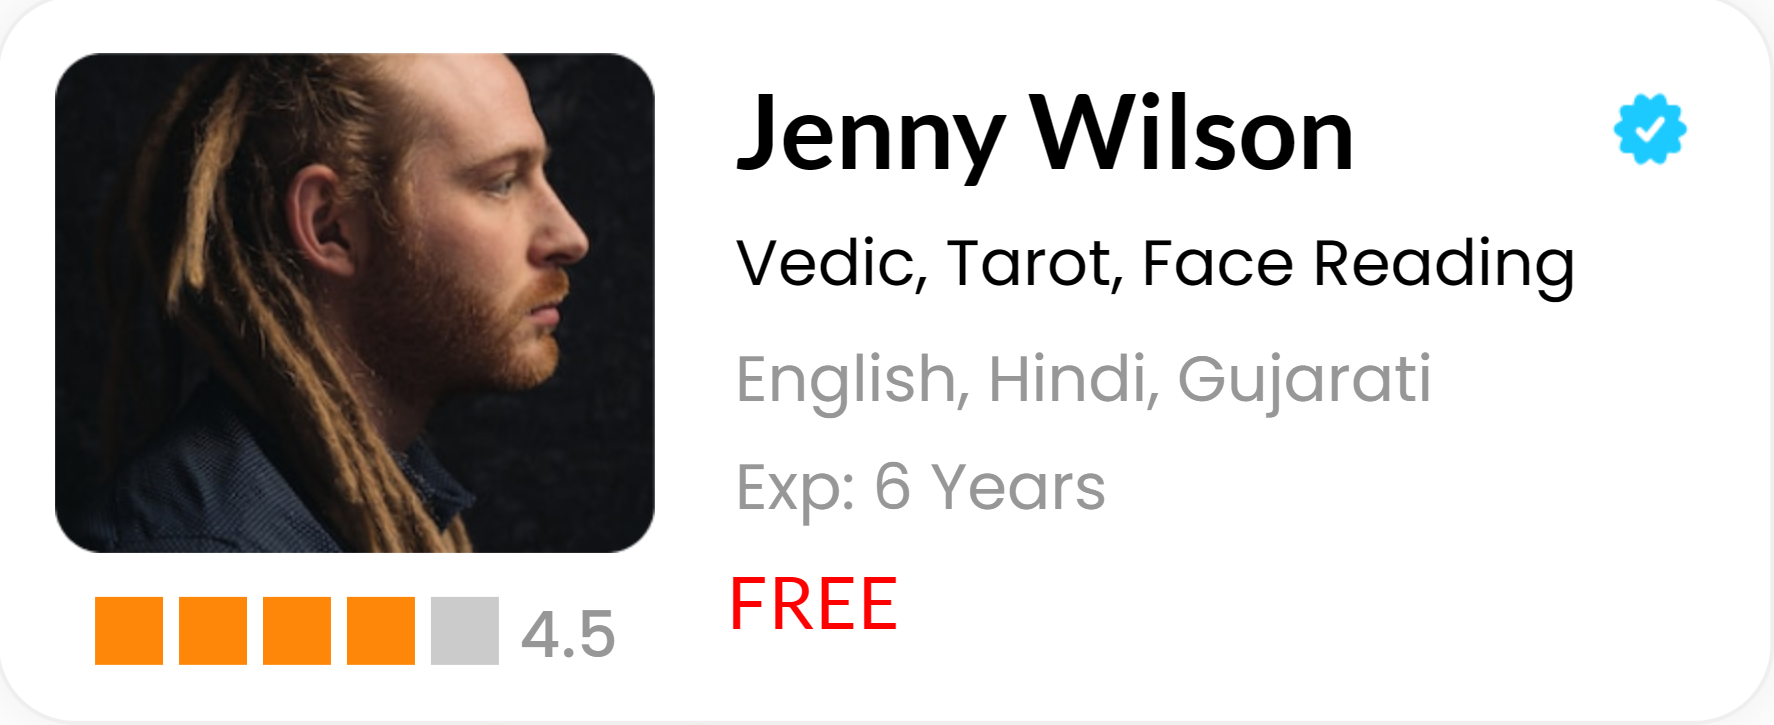 Jenny Wilson
Vedic, Tarot, Face Reading
English, Hindi, Gujarati
Exp: 6 Years
FREE
4.5